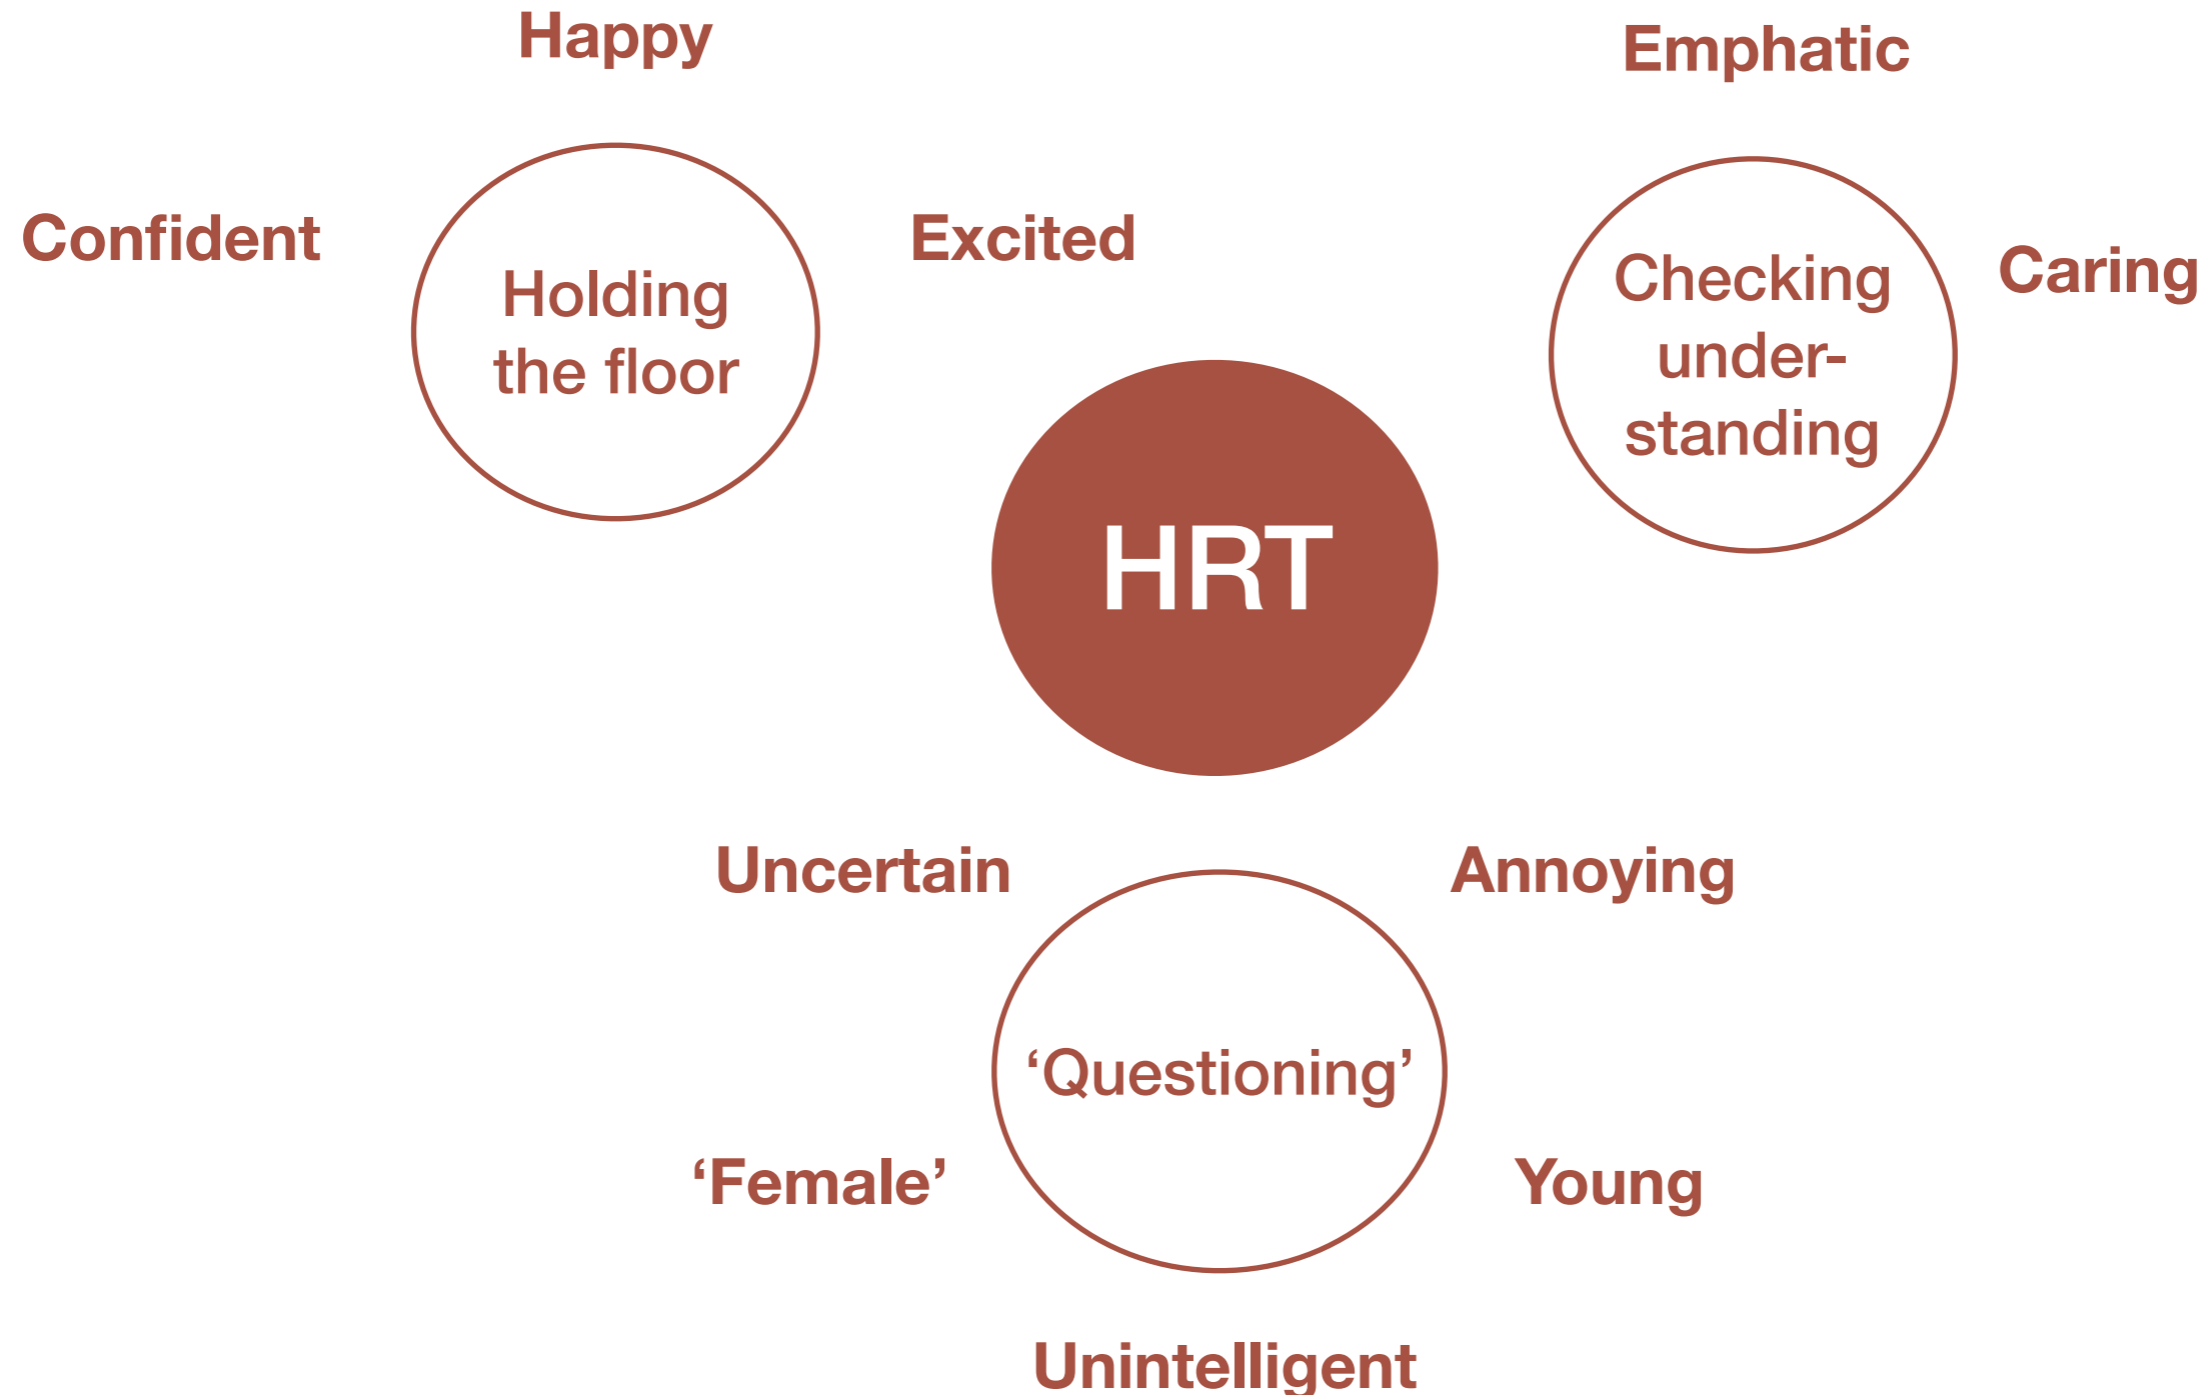 Happy
Confident
Excited
Holding
the floor
Emphatic
Caring
Checking
under-
standing
HRT
Uncertain
Annoying
‘Questioning’
‘Female’
Young
Unintelligent